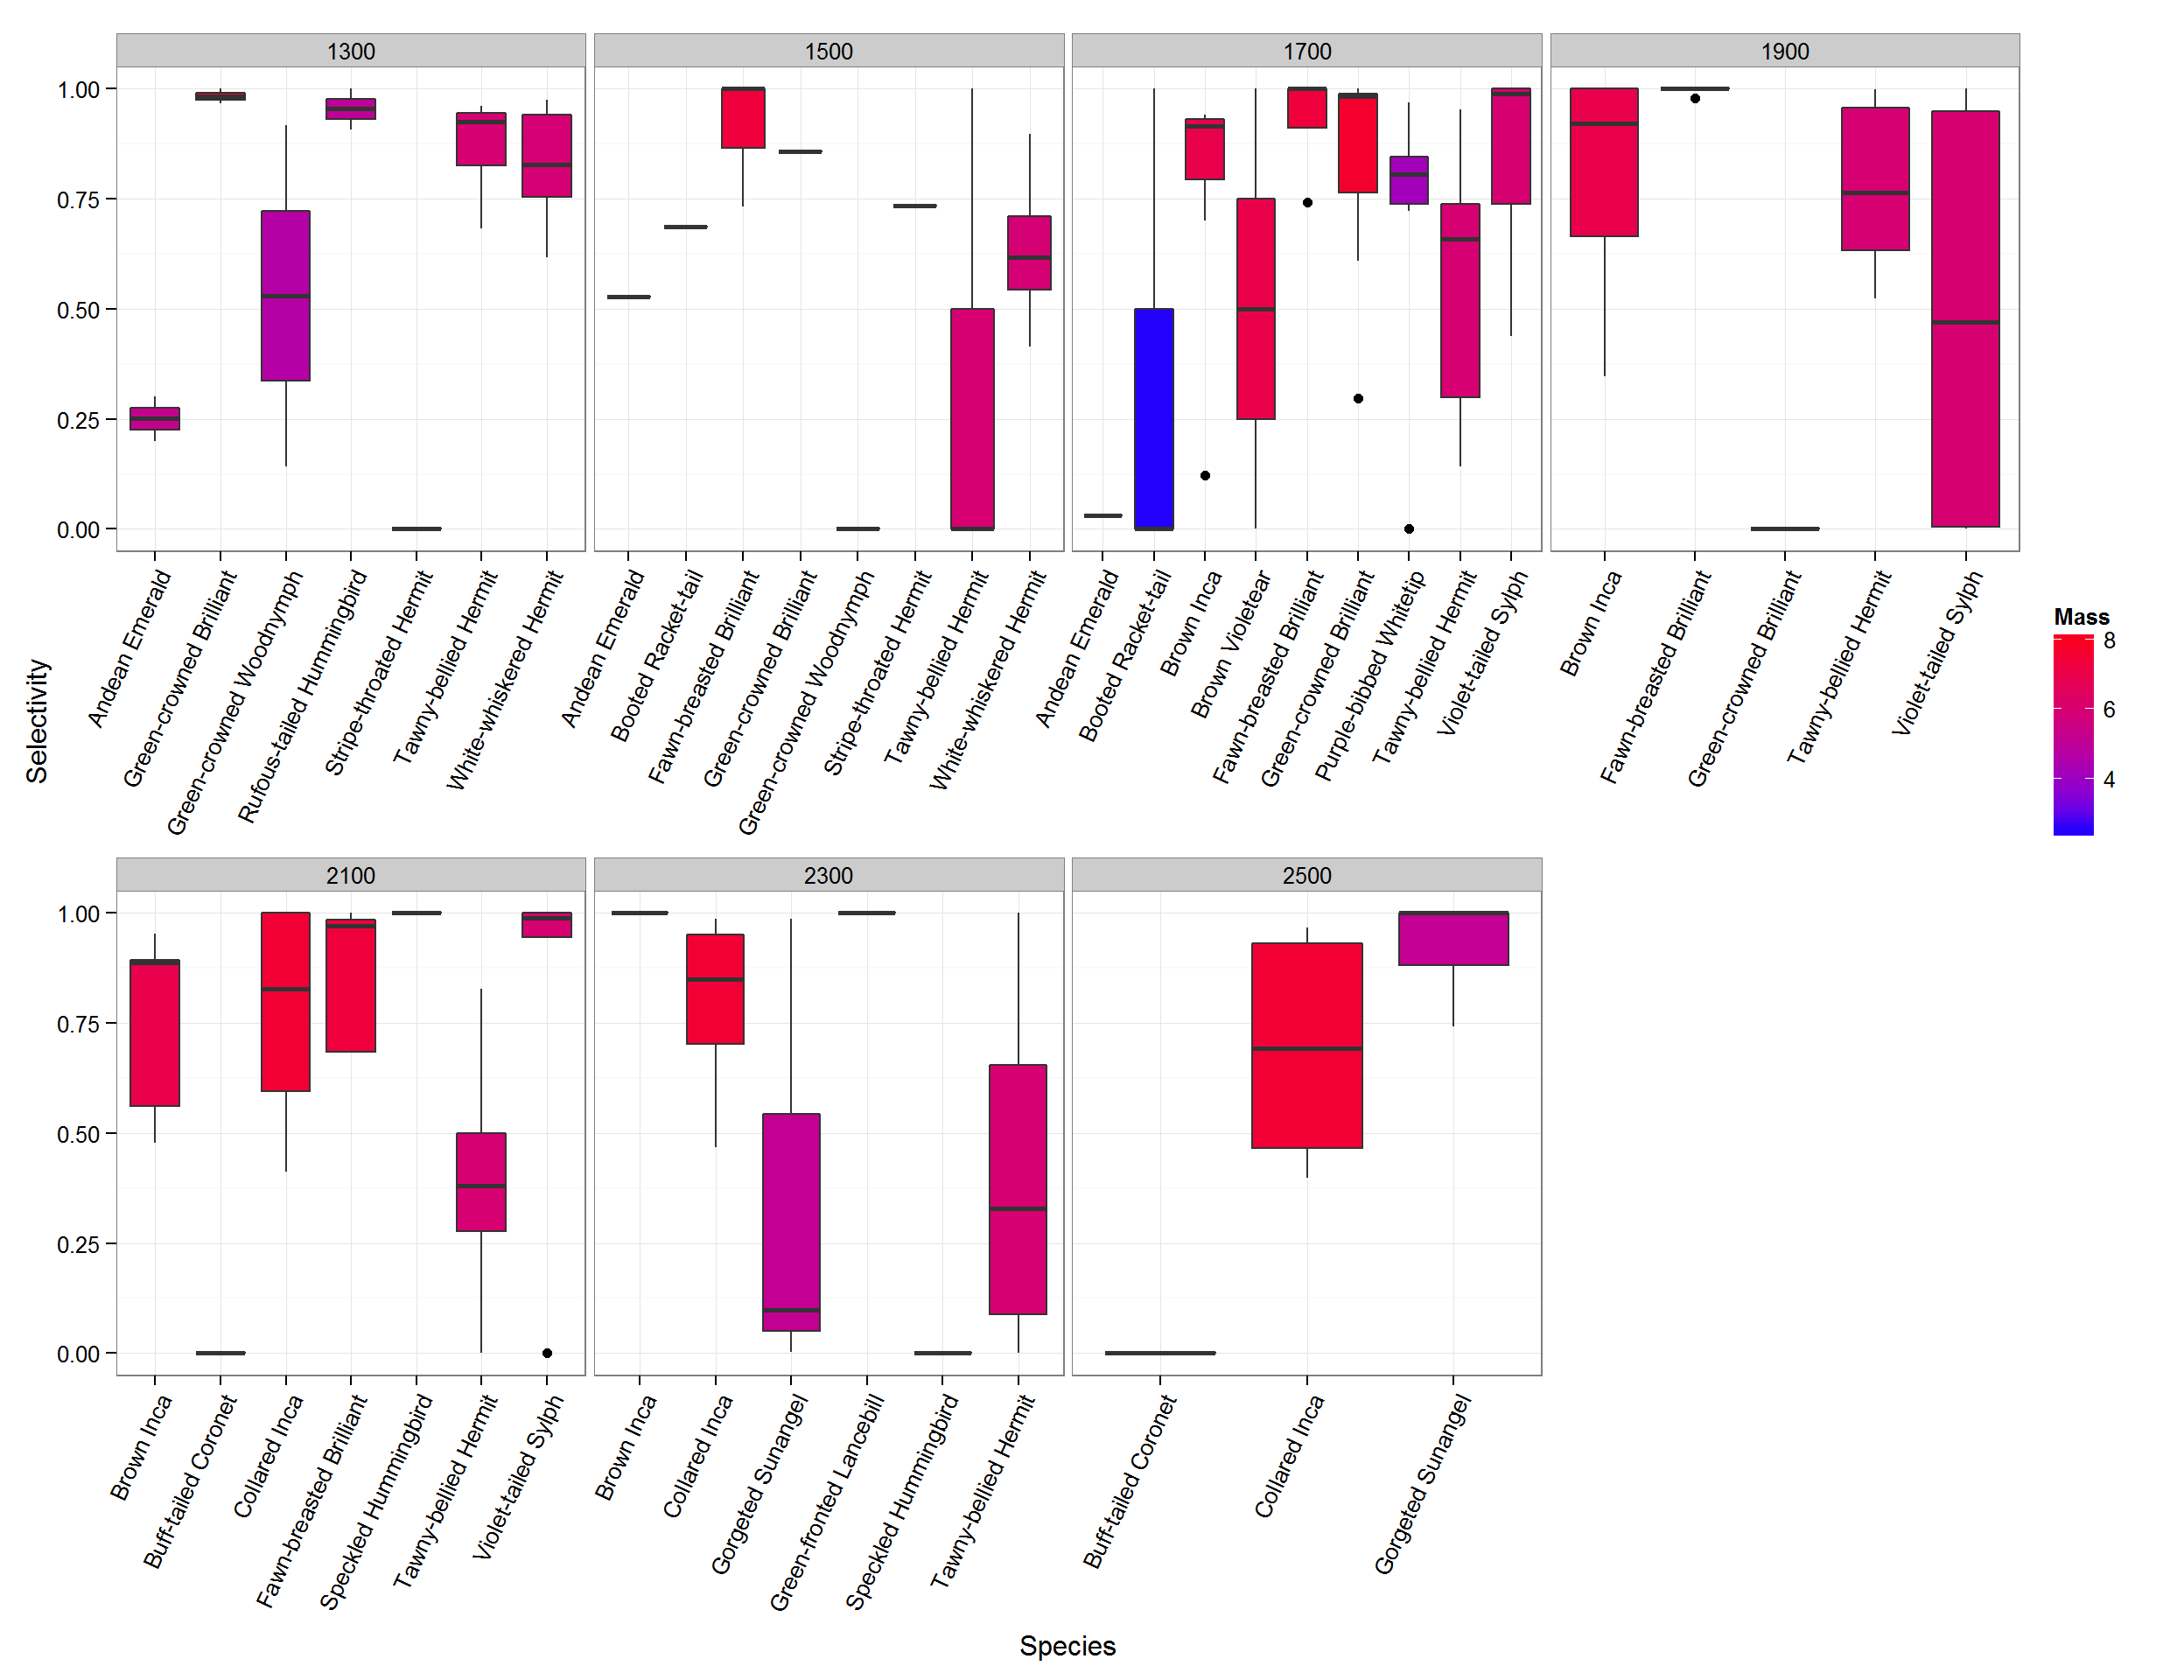 1300
1500
1700
1900
1.00
0.75
0.50
0.25
0.00
Selectivity
Andean Emerald
Green-crowned Brilliant
Green-crowned Woodnymph
Rufous-tailed Hummingbird
Stripe-throated Hermit
Tawny-bellied Hermit
White-whiskered Hermit
Andean Emerald
Booted Racket-tail
Fawn-breasted Brilliant
Green-crowned Brilliant
Green-crowned Woodnymph
Stripe-throated Hermit
Tawny-bellied Hermit
White-whiskered Hermit
Andean Emerald
Booted Racket-tail
Brown Inca
Brown Violetear
Fawn-breasted Brilliant
Green-crowned Brilliant
Purple-bibbed Whitetip
Tawny-bellied Hermit
Violet-tailed Sylph
Brown Inca
Fawn-breasted Brilliant
Green-crowned Brilliant
Tawny-bellied Hermit
Violet-tailed Sylph
Mass
8
6
4
2100
2300
2500
1.00
0.75
0.50
0.25
0.00
Brown Inca
Buff-tailed Coronet
Collared Inca
Fawn-breasted Brilliant
Speckled Hummingbird
Tawny-bellied Hermit
Violet-tailed Sylph
Brown Inca
Collared Inca
Gorgeted Sunangel
Green-fronted Lancebill
Speckled Hummingbird
Tawny-bellied Hermit
Buff-tailed Coronet
Collared Inca
Gorgeted Sunangel
Species